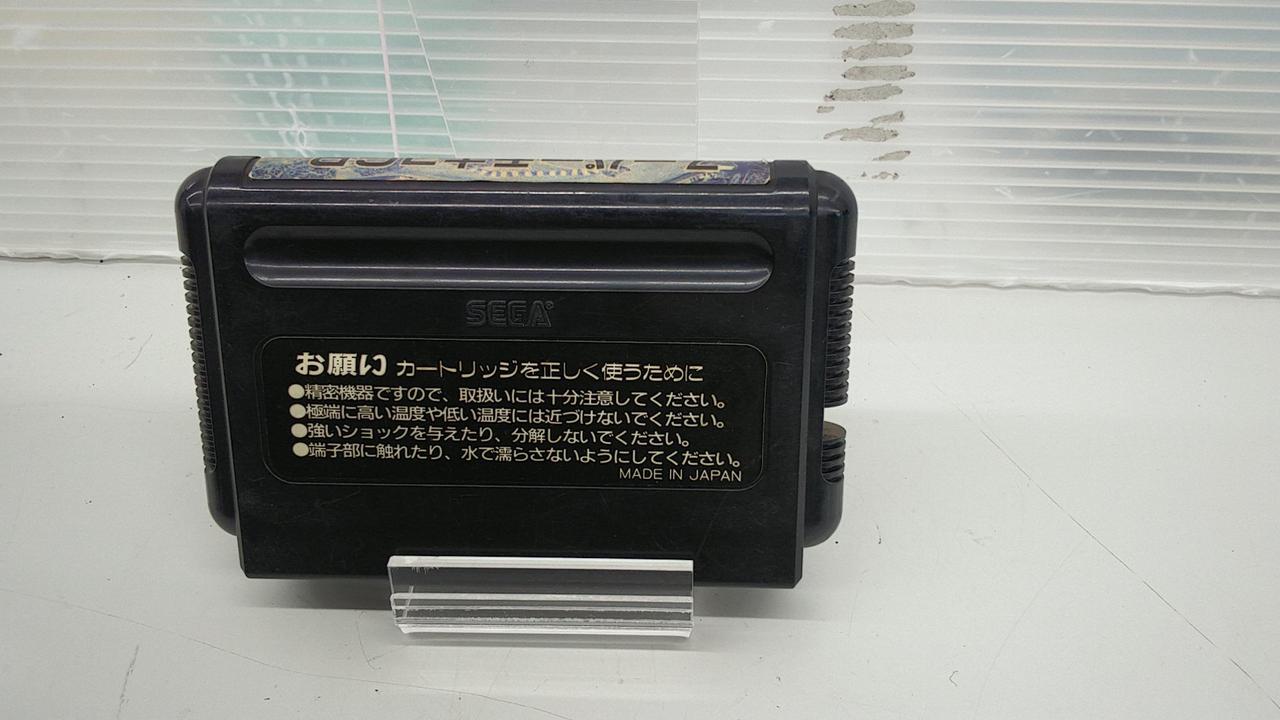 SEGA®
お願い カートリッジを正しく使うために
●精密機器ですので、取扱いには十分注意してください。
●極端に高い温度や低い温度には近づけないでください。
●強いショックを与えたり、分解しないでください。
●端子部に触れたり、水で濡らさないようにしてください。
MADE IN JAPAN